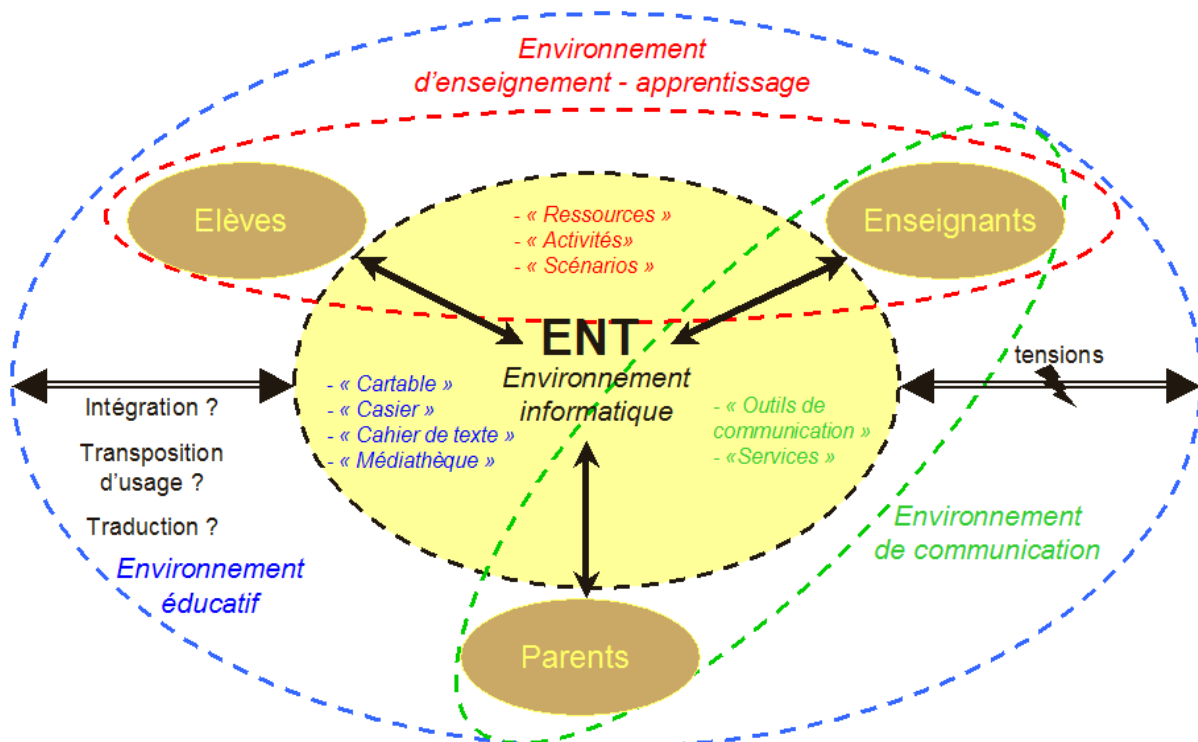 Environnement
d'enseignement - apprentissage
Elèves
Enseignants
- « Ressources »
- « Activités»
- « Scénarios »
ENT
Environnement
informatique
- « Cartable »
- « Casier »
- « Cahier de texte »
- « Médiathèque »
- « Outils de
communication »
- «Services »
tensions
Intégration ?
Transposition
d'usage ?
Traduction ?
Environnement
éducatif
Environnement
de communication
Parents